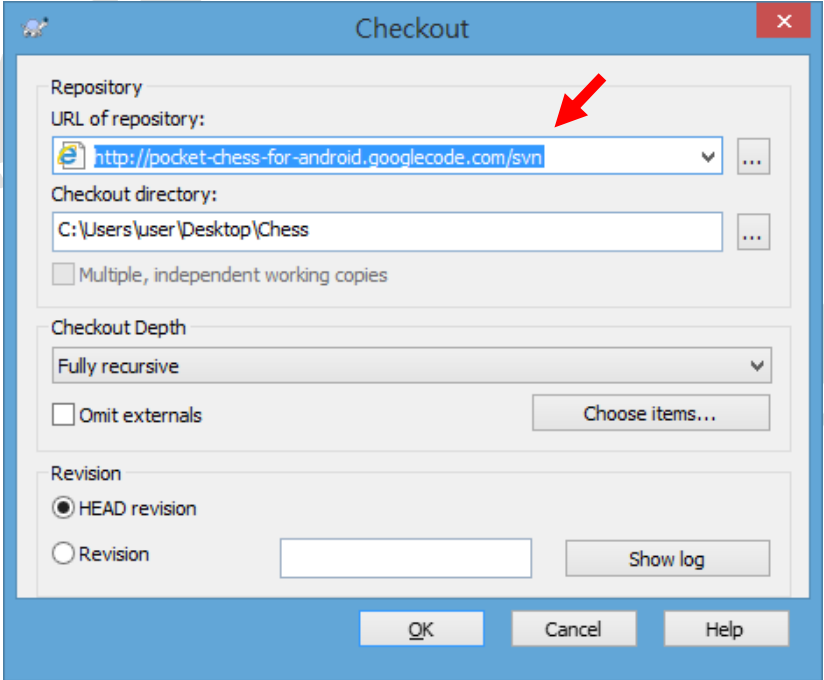 Checkout
Repository
URL of repository:
http://pocket-chess-for-android.googlecode.com/svn
...
Checkout directory:
C:\Users\user\Desktop\Chess
...
Multiple, independent working copies
Checkout Depth
Fully recursive
Omit externals
Choose items...
Revision
HEAD revision
Revision
Show log
OK
Cancel
Help